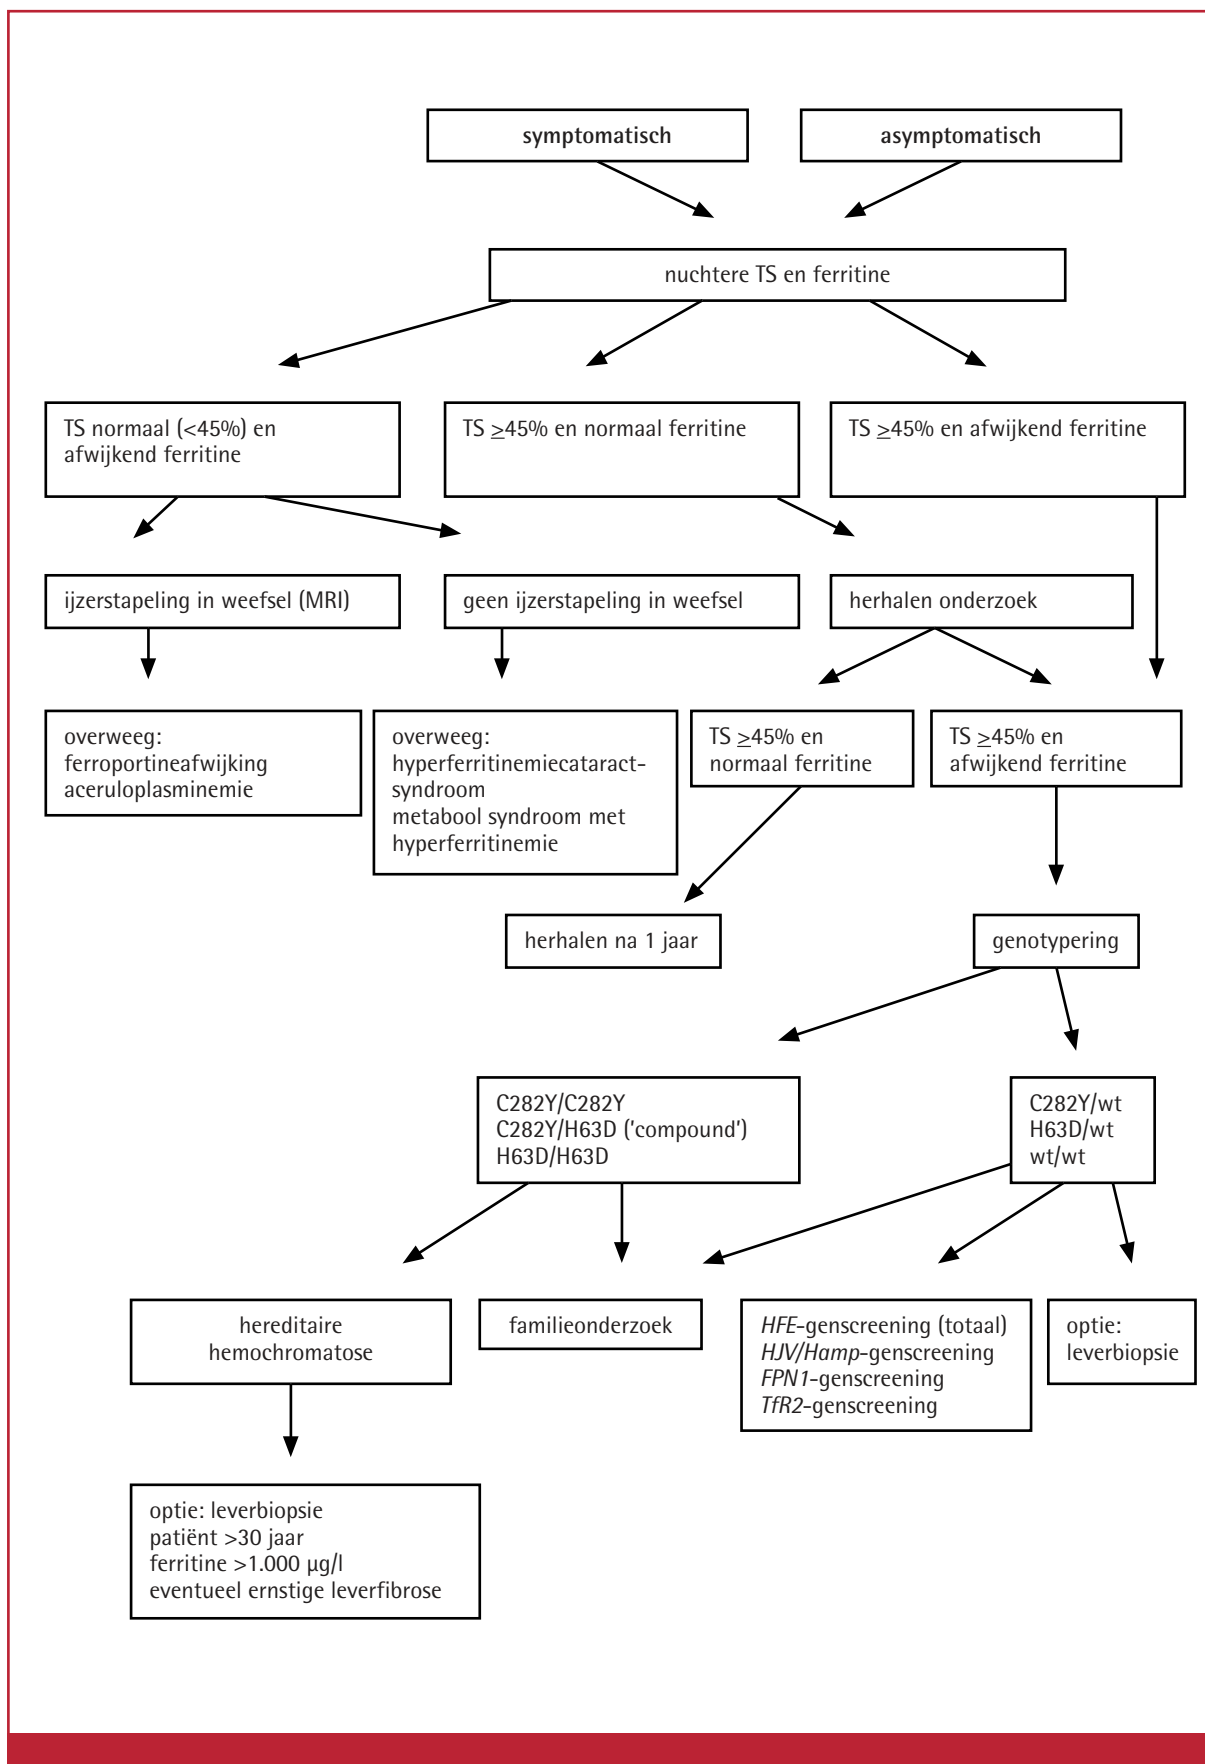 symptomatisch
asymptomatisch
nuchtere TS en ferritine
TS normaal (<45%) en
afwijkend ferritine
TS ≥45% en normaal ferritine
TS ≥45% en afwijkend ferritine
ijzerstapeling in weefsel (MRI)
geen ijzerstapeling in weefsel
herhalen onderzoek
overweeg:
ferroportineafwijking
aceruloplasminemie
overweeg:
hyperferritinemiecataract-
syndroom
metabool syndroom met
hyperferritinemie
TS ≥45% en
normaal ferritine
TS ≥45% en
afwijkend ferritine
herhalen na 1 jaar
genotypering
C282Y/C282Y
C282Y/H63D ('compound')
H63D/H63D
C282Y/wt
H63D/wt
wt/wt
hereditaire
hemochromatose
familieonderzoek
HFE-genscreening (totaal)
HJV/Hamp-genscreening
FPN1-genscreening
TfR2-genscreening
optie:
leverbiopsie
optie: leverbiopsie
patiënt >30 jaar
ferritine >1.000 µg/l
eventueel ernstige leverfibrose